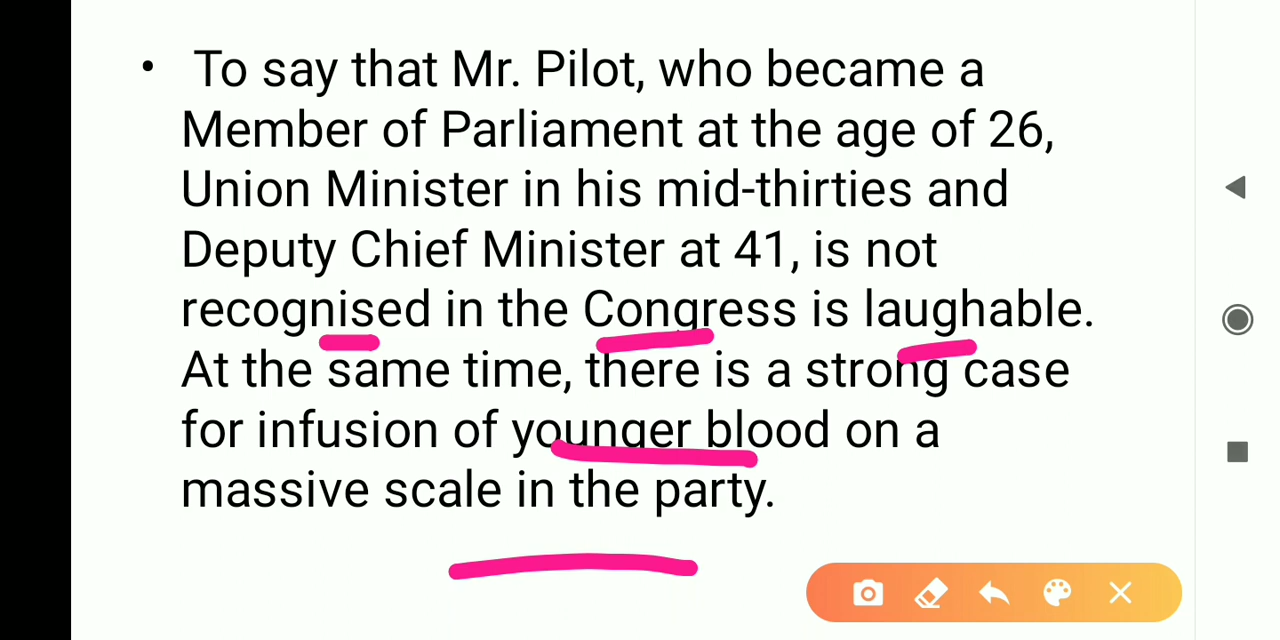 • To say that Mr. Pilot, who became a
Member of Parliament at the age of 26,
Union Minister in his mid-thirties and
Deputy Chief Minister at 41, is not
recognised in the Congress is laughable.
At the same time, there is a strong case
for infusion of younger blood on a
massive scale in the party.